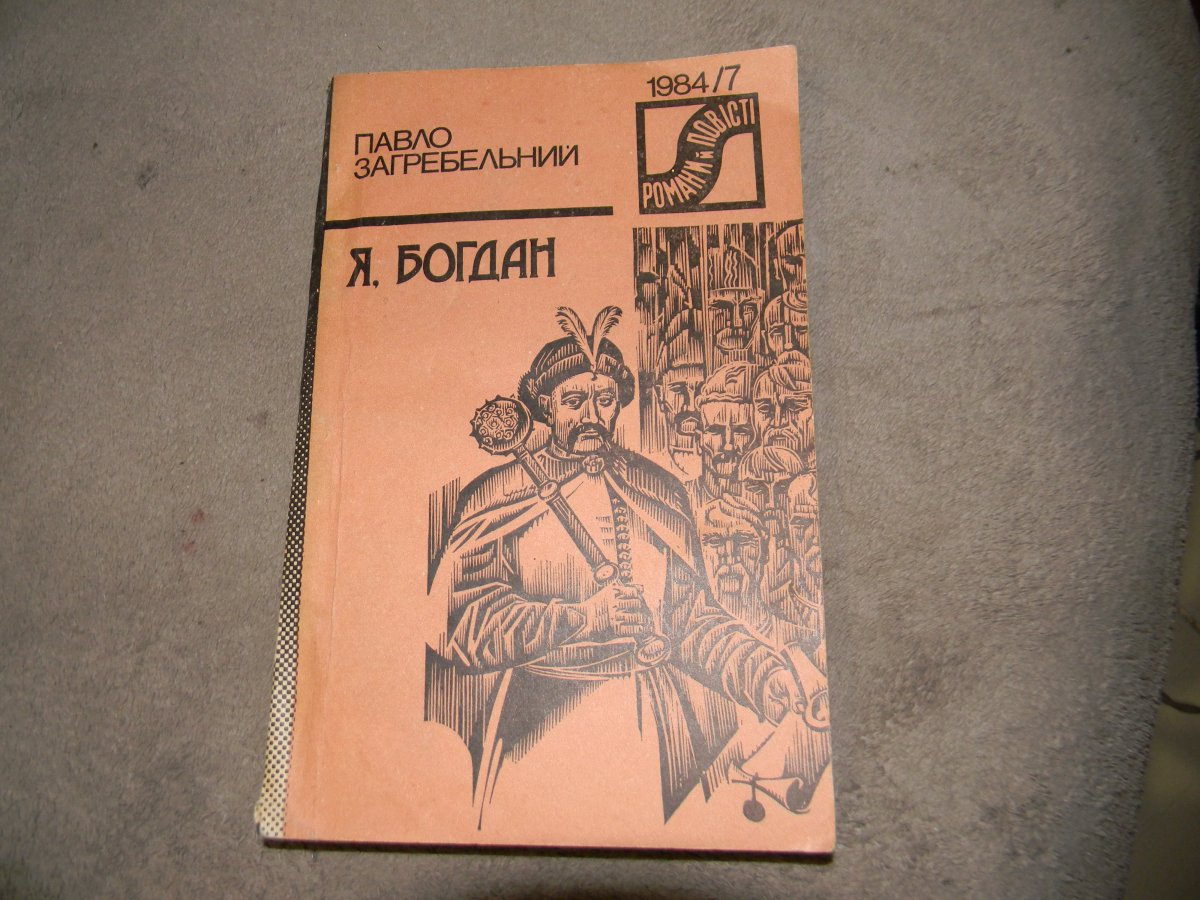 1984/7
РОМАНИ Й ПОВІСТІ
ПАВЛО
ЗАГРЕБЕЛЬНИЙ
Я, БОГДАН